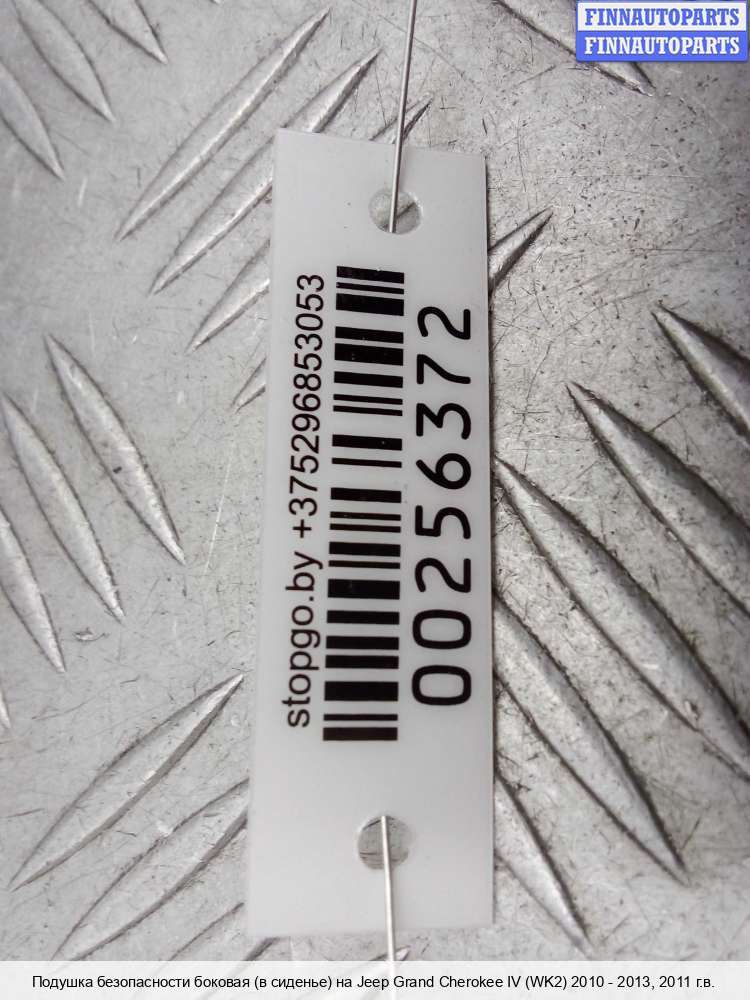 FINNAUTOPARTS
FINNAUTOPARTS
stopgo.by +375296853053
00256372
Подушка безопасности боковая (в сиденье) на Jeep Grand Cherokee IV (WK2) 2010 - 2013, 2011 г.в.